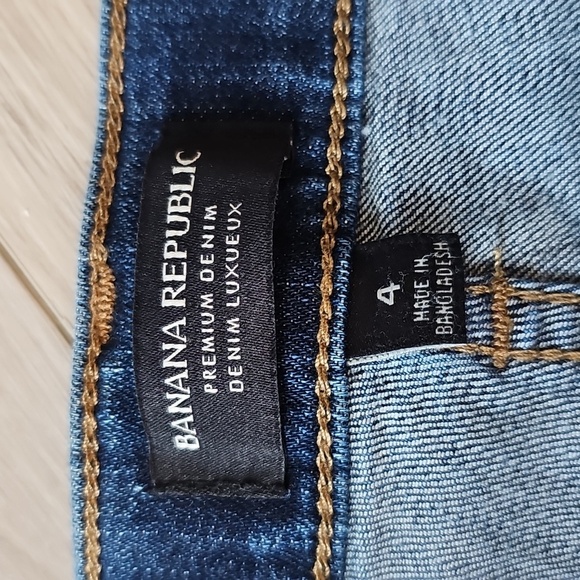 BANANA REPUBLIC
PREMIUM DENIM
DENIM LUXUEUX
4
MADE IN
BANGLADESH